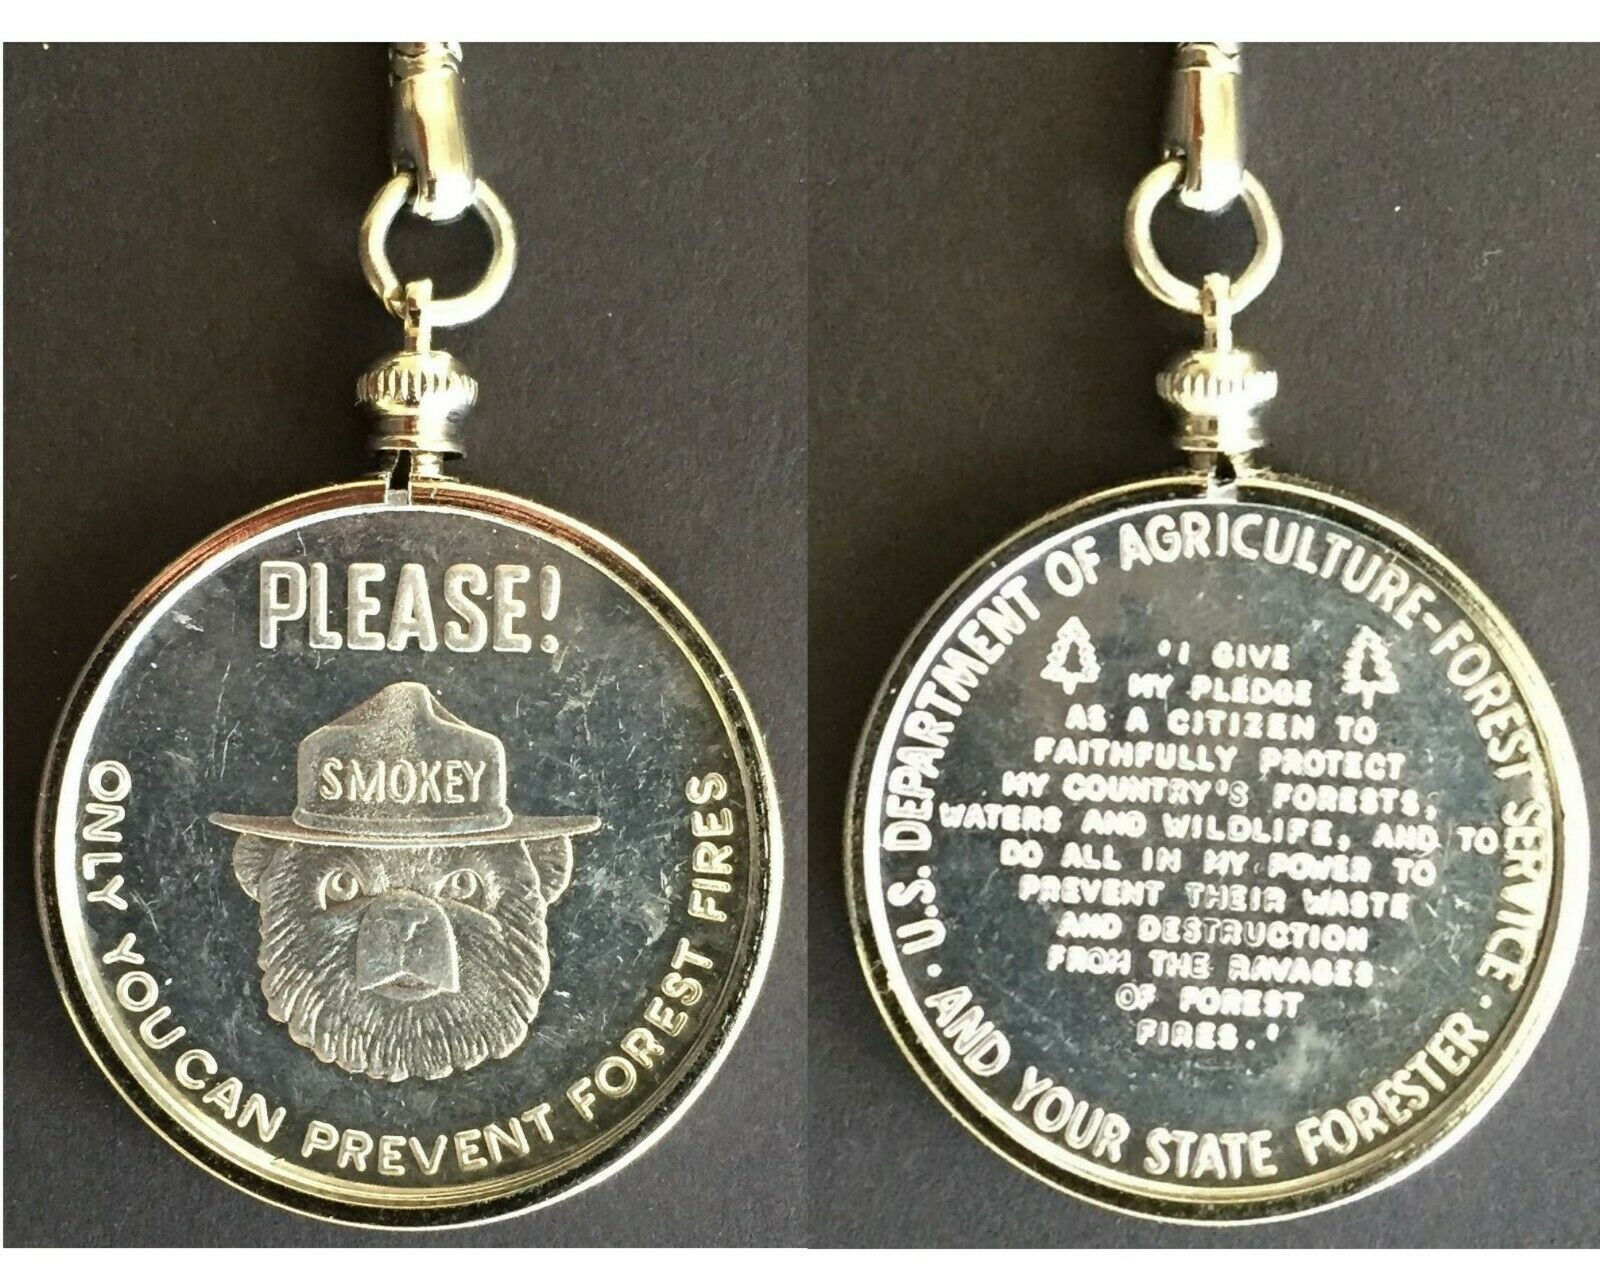 PLEASE!
SMOKEY
ONLY YOU CAN PREVENT FOREST FIRES
U.S. DEPARTMENT OF AGRICULTURE-FOREST SERVICE ·
· AND YOUR STATE FORESTER ·
'I GIVE
MY PLEDGE
AS A CITIZEN TO
FAITHFULLY PROTECT
MY COUNTRY'S FORESTS,
WATERS AND WILDLIFE, AND TO
DO ALL IN MY POWER TO
PREVENT THEIR WASTE
AND DESTRUCTION
FROM THE RAVAGES
OF FOREST
FIRES.'